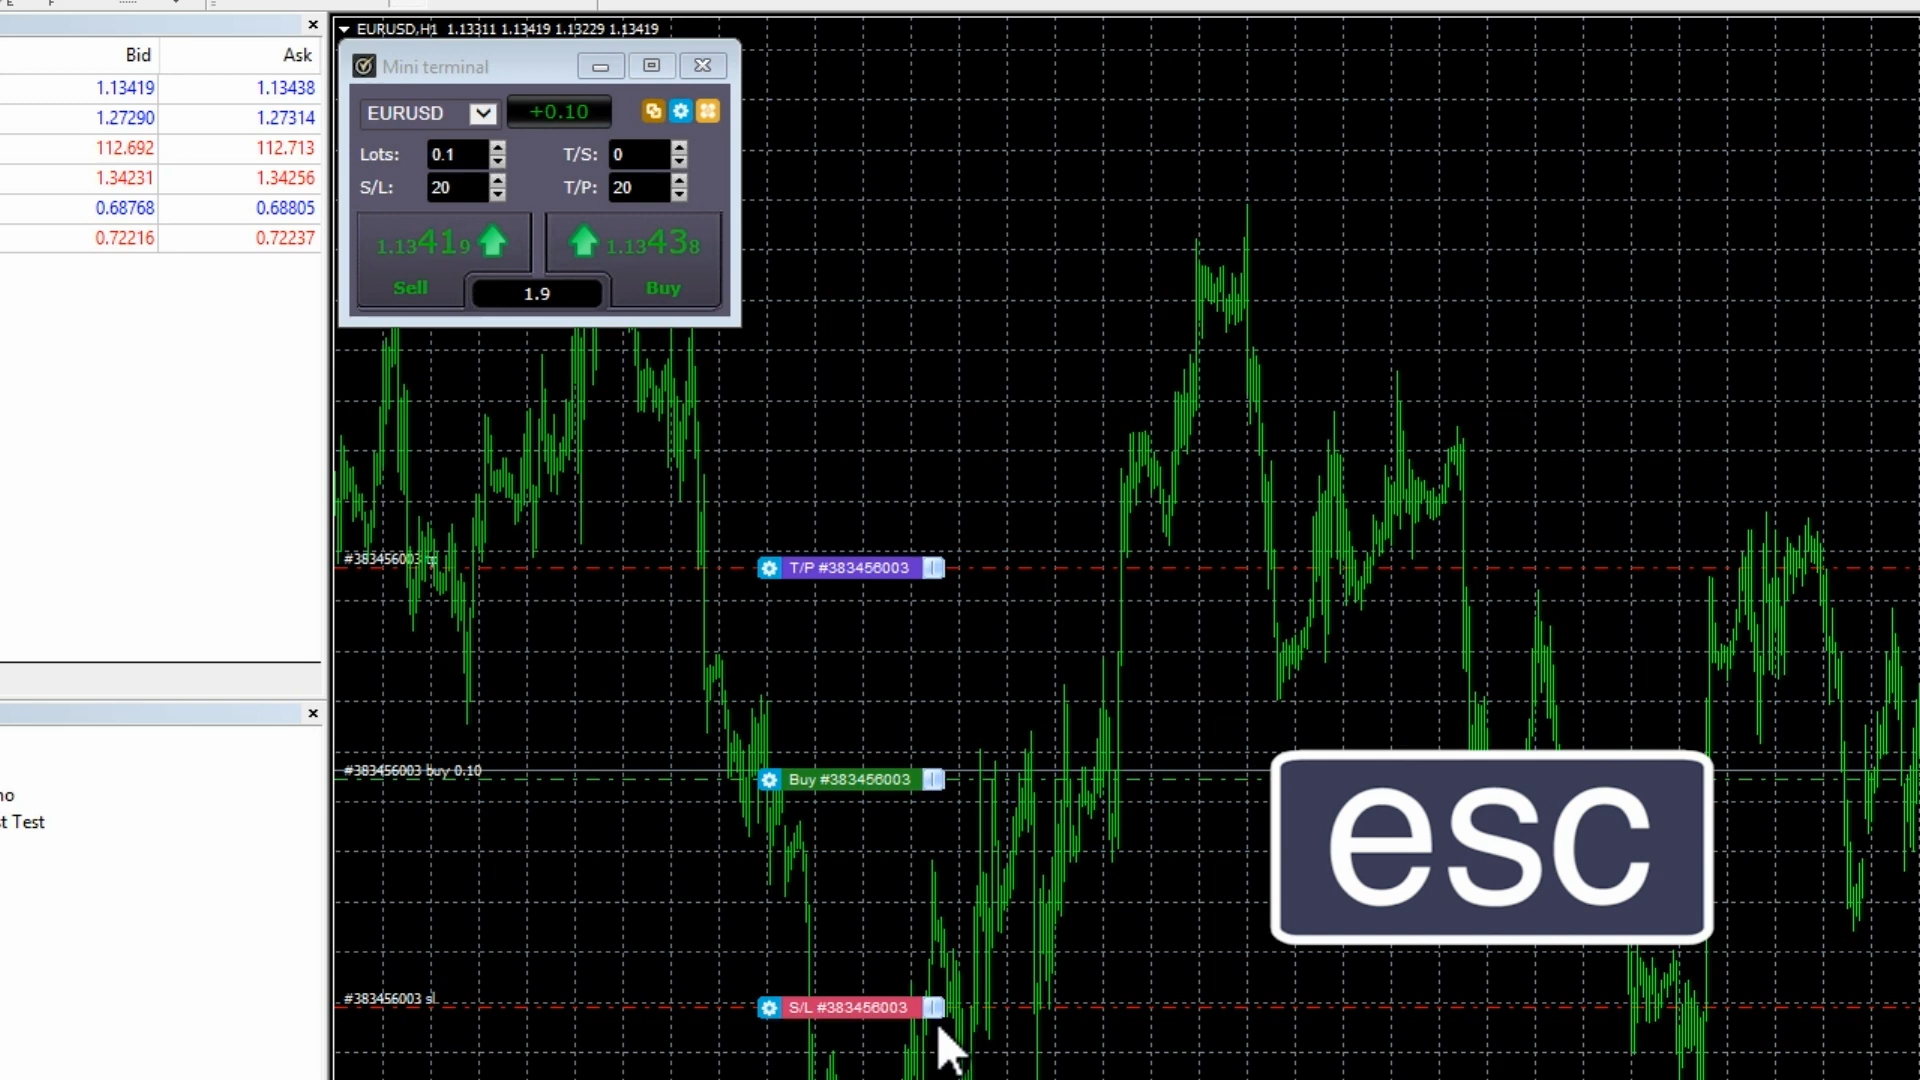 EURUSD,H1 1.13311 1.13419 1.13229 1.13419
Bid Ask
1.13419 1.13438
1.27290 1.27314
112.692 112.713
1.34231 1.34256
0.68768 0.68805
0.72216 0.72237
Mini terminal
EURUSD +0.10
Lots: 0.1 T/S: 0
S/L: 20 T/P: 20
1.13419 1.13438
Sell 1.9 Buy
#383456003 tp
T/P #383456003
#383456003 buy 0.10
Buy #383456003
t Test
esc
#383456003 sl
S/L #383456003